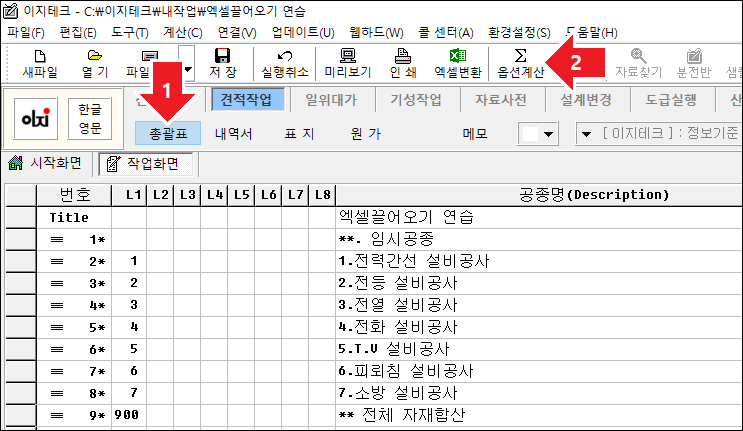 이지테크 - C:₩이지테크₩내작업₩엑셀끌어오기 연습
파일(F) 편집(E) 도구(T) 계산(C) 연결(V) 업데이트(U) 웹하드(W) 콜 센터(A) 환경설정(S) 도움말(H)
새파일 열 기 파일 저 장 실행취소 미리보기 인 쇄 엑셀변환 옵션계산 자료찾기 분전반 샘플
1 2
이지 한글 영문
견적작업 일위대가 기성작업 자료사전 설계변경 도급실행 산
총괄표 내역서 표 지 원 가 메모 [ 이지테크 ] : 정보기준
시작화면 작업화면
번호 L1 L2 L3 L4 L5 L6 L7 L8 공종명(Description)
Title 엑셀끌어오기 연습
= 1* **. 임시공종
= 2* 1 1.전력간선 설비공사
= 3* 2 2.전등 설비공사
= 4* 3 3.전열 설비공사
= 5* 4 4.전화 설비공사
= 6* 5 5.T.V 설비공사
= 7* 6 6.피뢰침 설비공사
= 8* 7 7.소방 설비공사
= 9* 900 ** 전체 자재합산